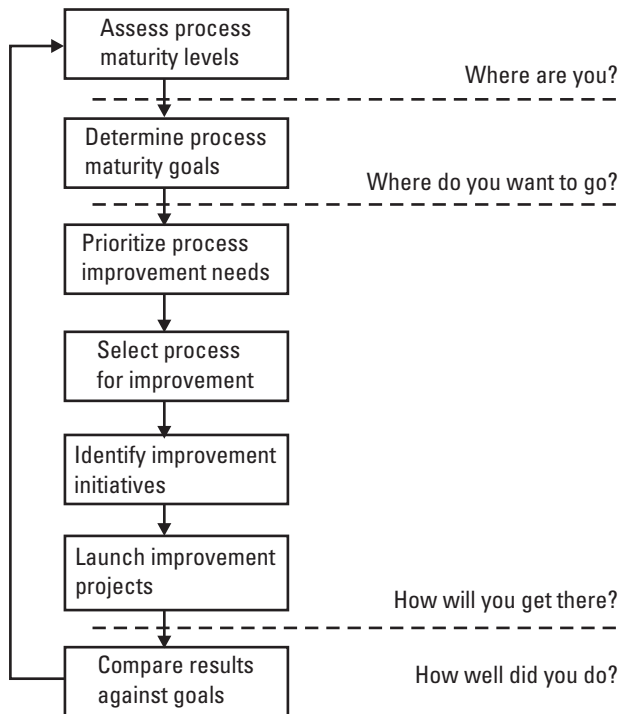 Assess process
maturity levels
Where are you?
Determine process
maturity goals
Where do you want to go?
Prioritize process
improvement needs
Select process
for improvement
Identify improvement
initiatives
Launch improvement
projects
How will you get there?
Compare results
against goals
How well did you do?